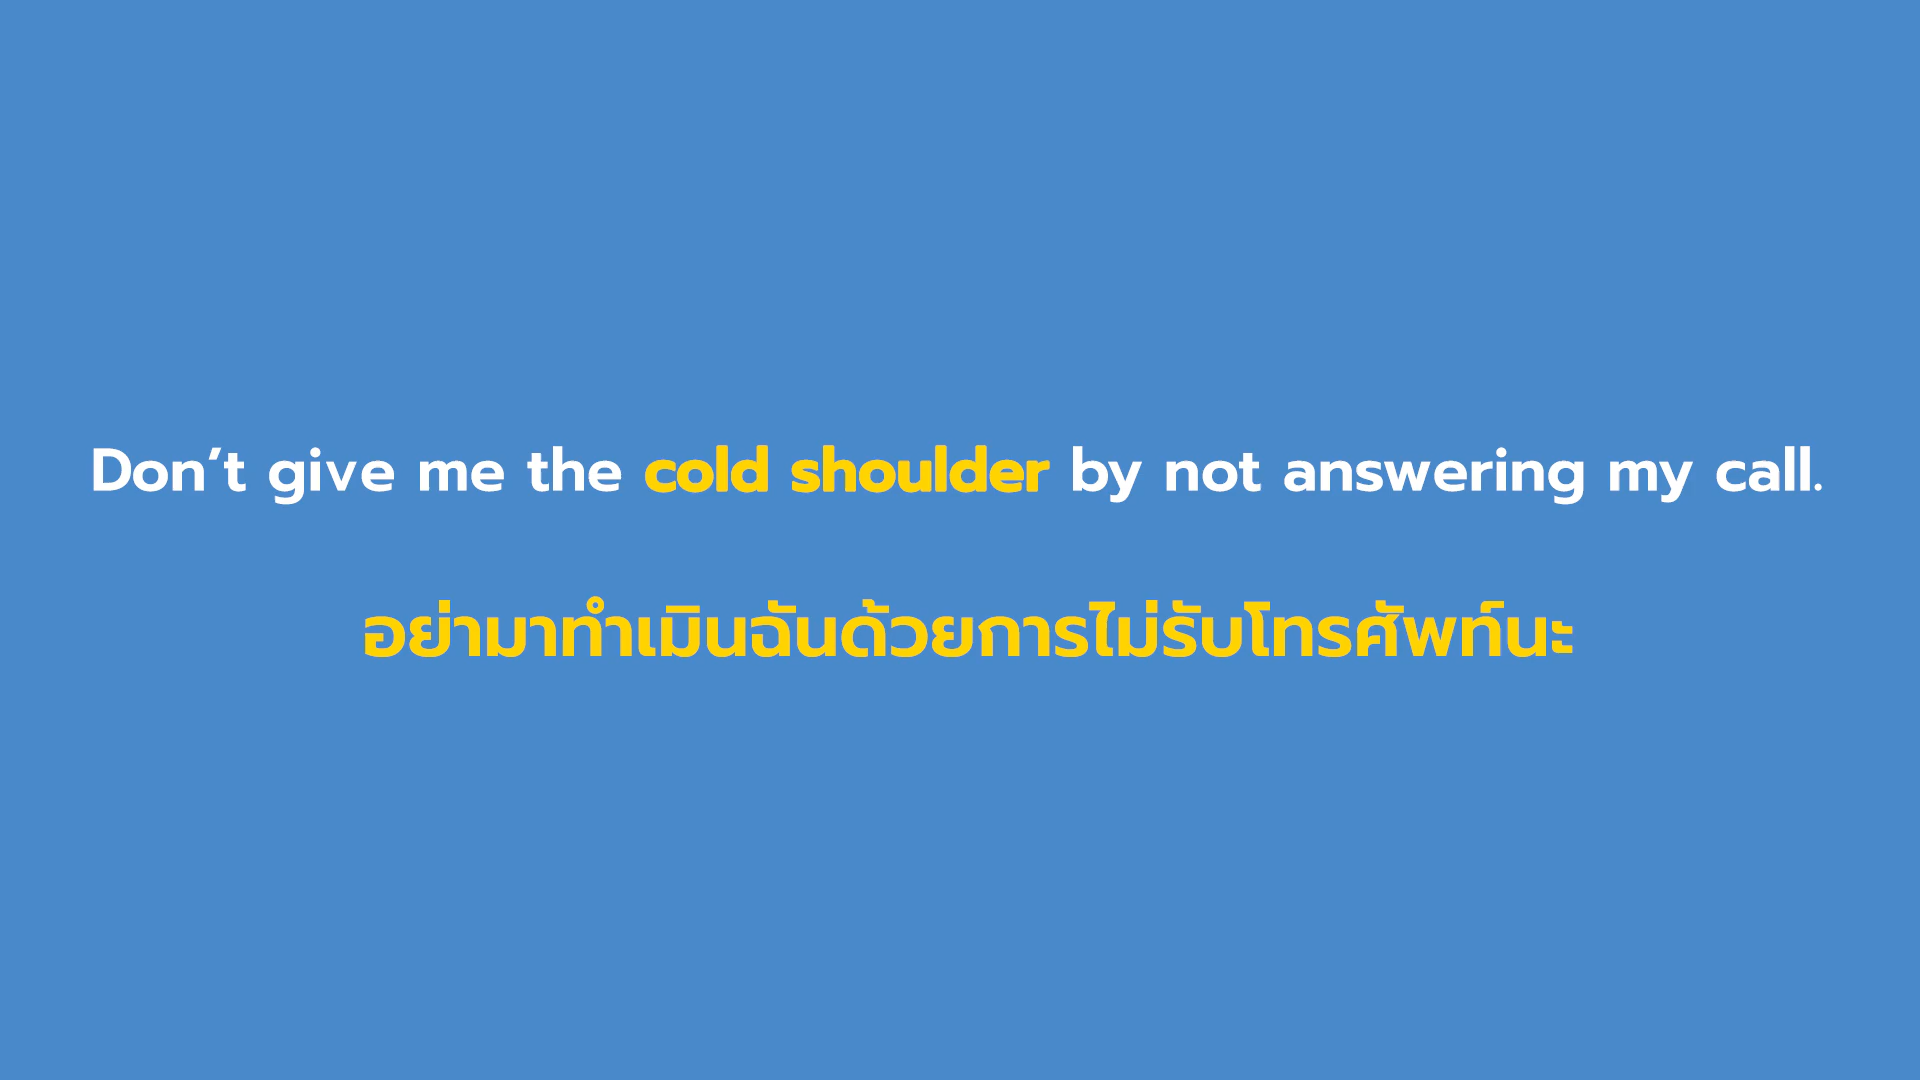 Don’t give me the cold shoulder by not answering my call.
อย่ามาทำเมินฉันด้วยการไม่รับโทรศัพท์นะ